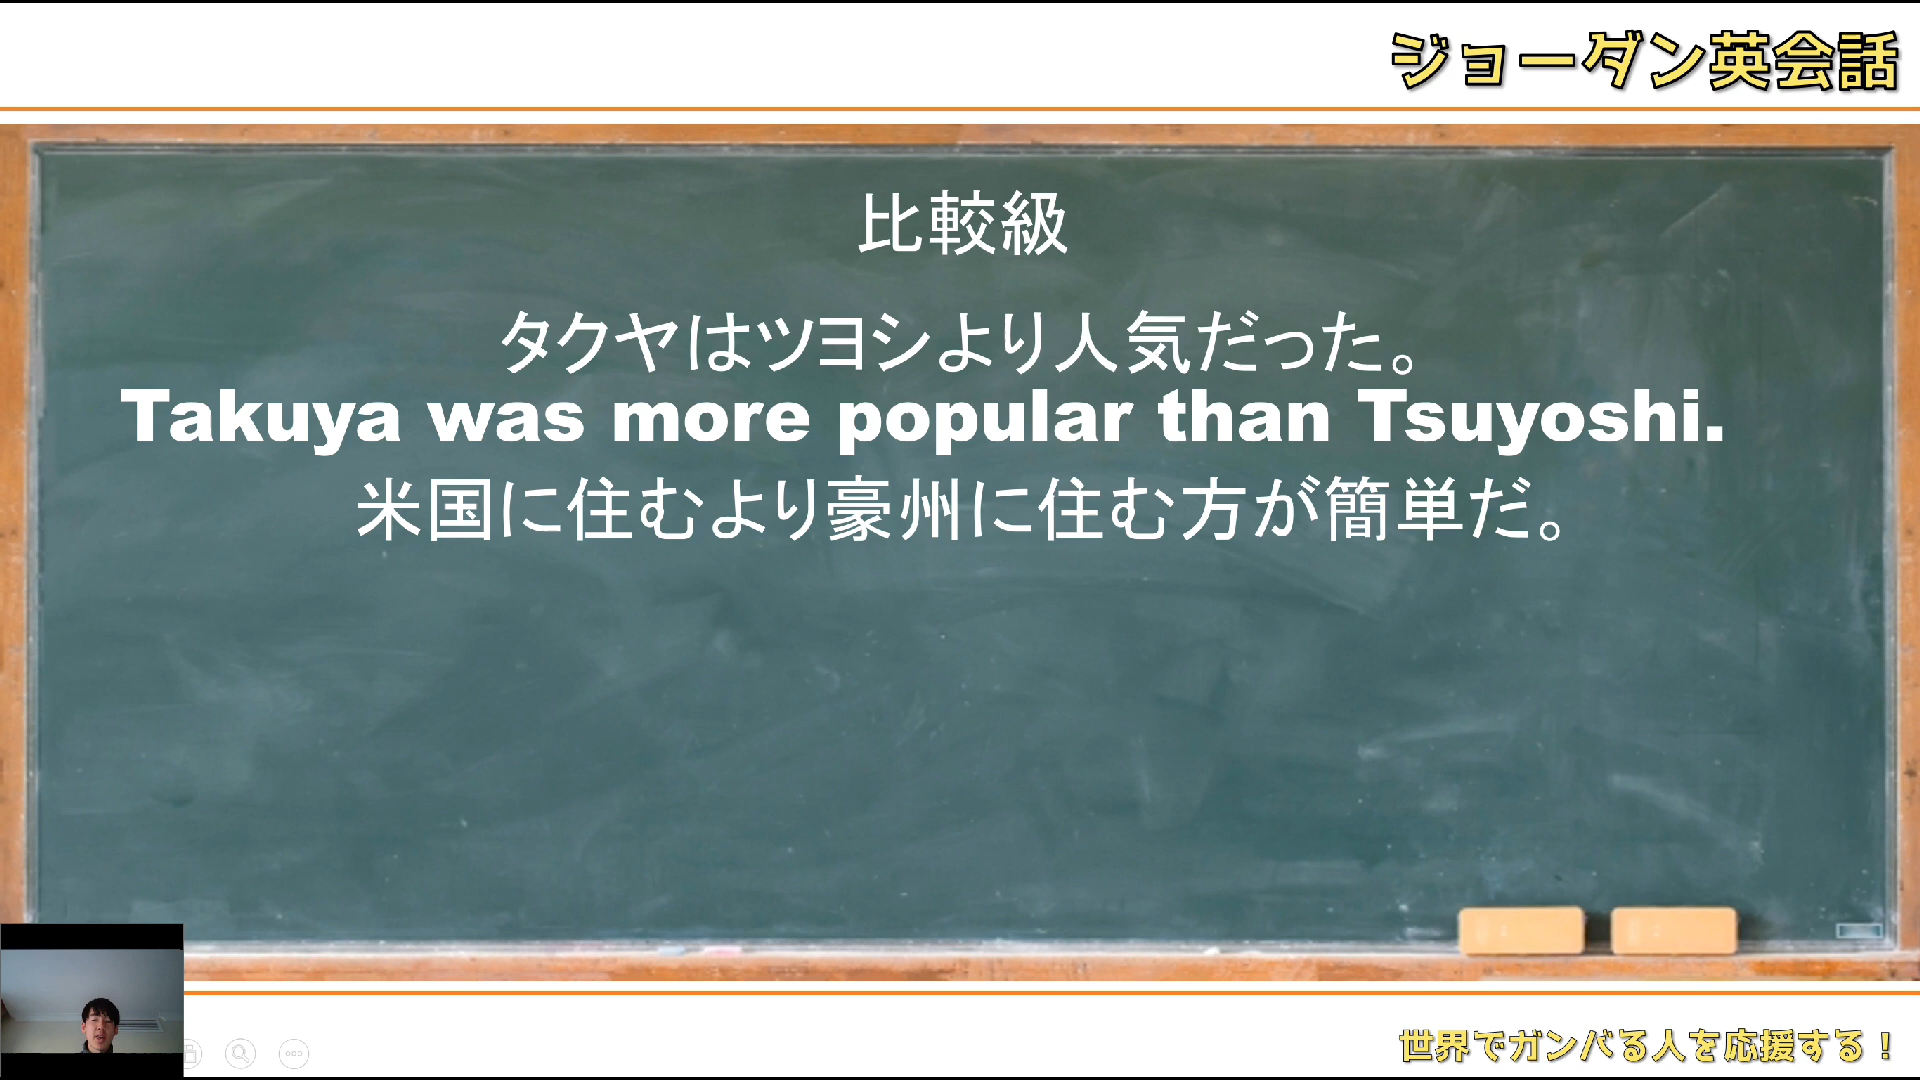 ジョーダン英会話
比較級
タクヤはツヨシより人気だった。
Takuya was more popular than Tsuyoshi.
米国に住むより豪州に住む方が簡単だ。
世界でガンバる人を応援する！